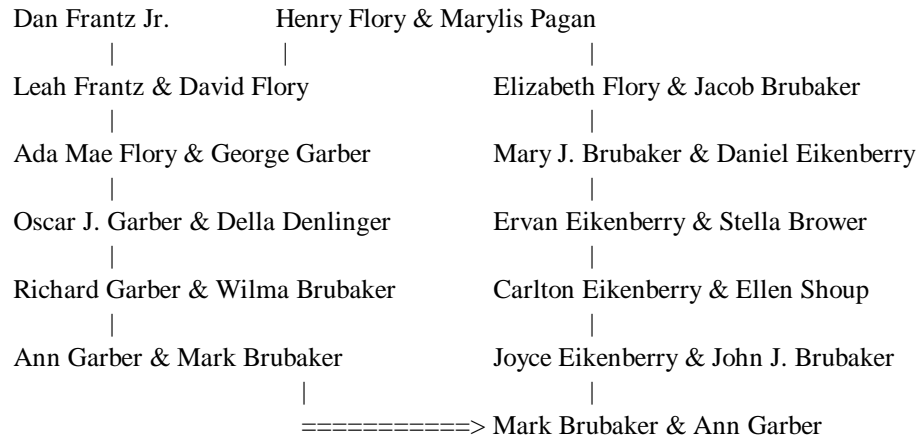 Dan Frantz Jr. Henry Flory & Marylis Pagan
Leah Frantz & David Flory Elizabeth Flory & Jacob Brubaker
Ada Mae Flory & George Garber Mary J. Brubaker & Daniel Eikenberry
Oscar J. Garber & Della Denlinger Ervan Eikenberry & Stella Brower
Richard Garber & Wilma Brubaker Carlton Eikenberry & Ellen Shoup
Ann Garber & Mark Brubaker Joyce Eikenberry & John J. Brubaker
===========> Mark Brubaker & Ann Garber